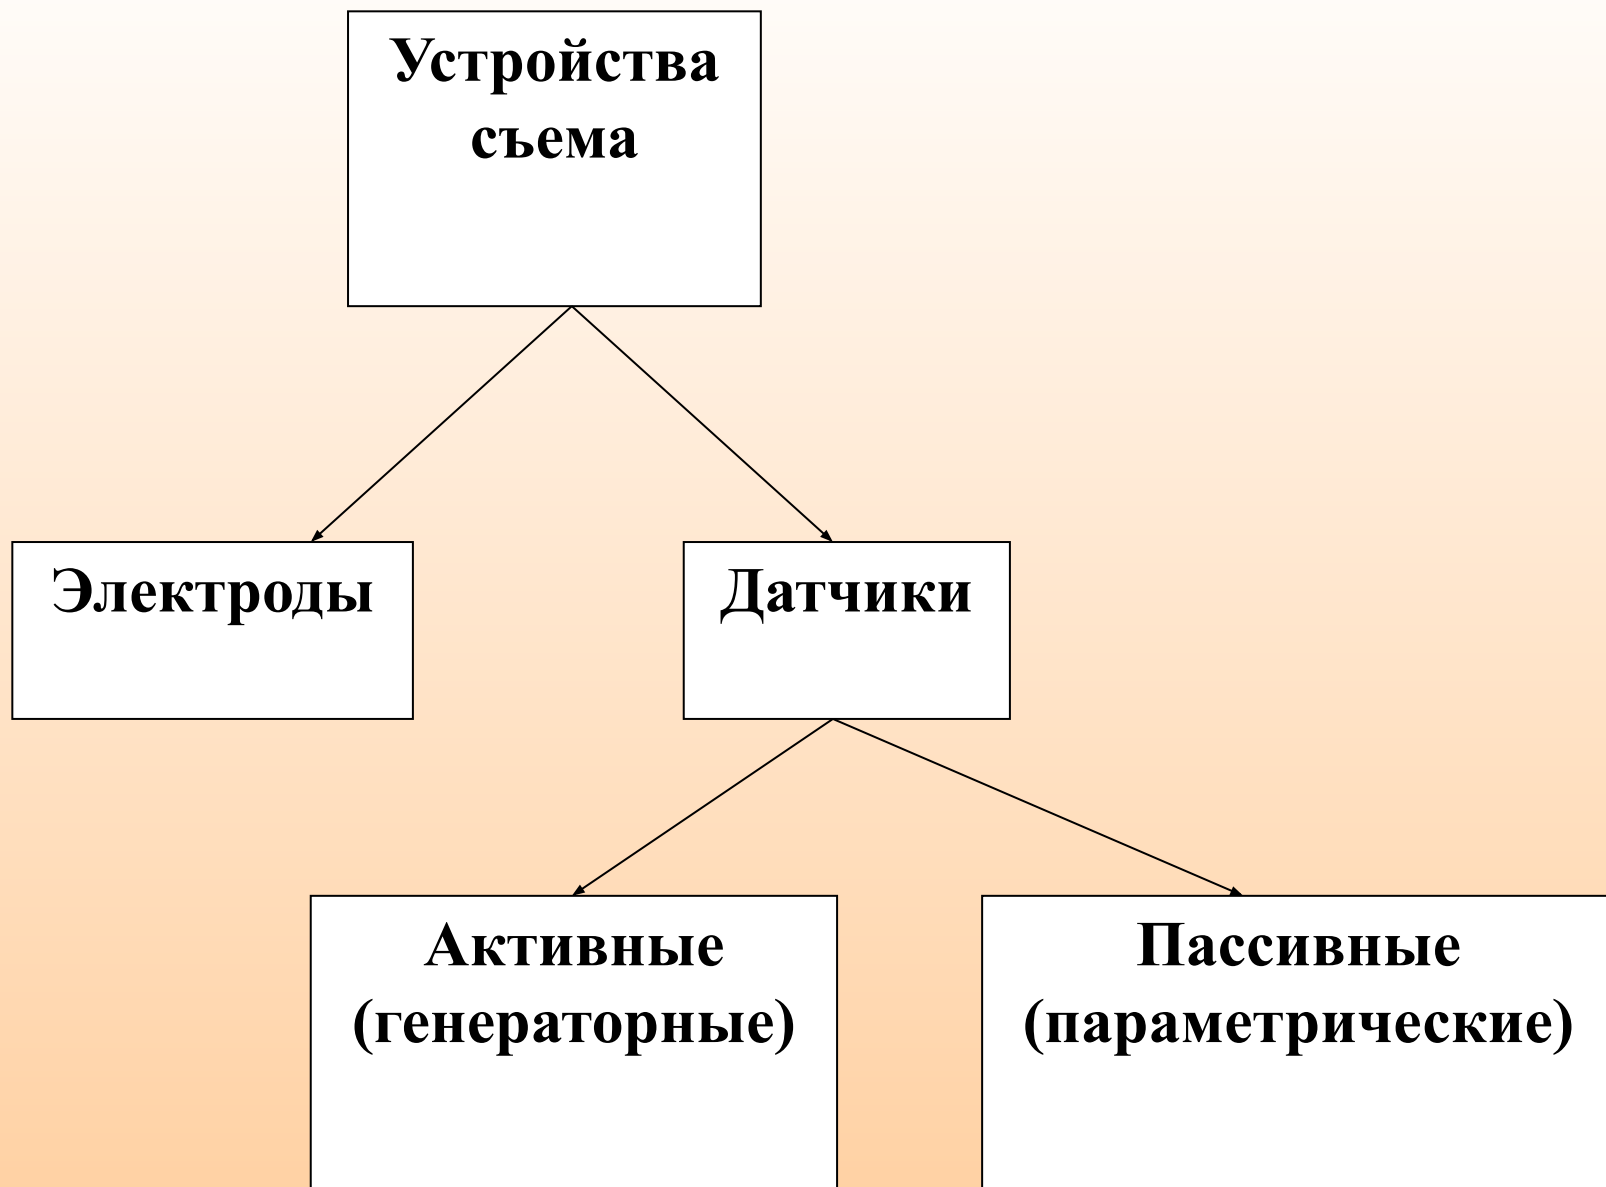 Устройства
съема
Электроды
Датчики
Активные
(генераторные)
Пассивные
(параметрические)